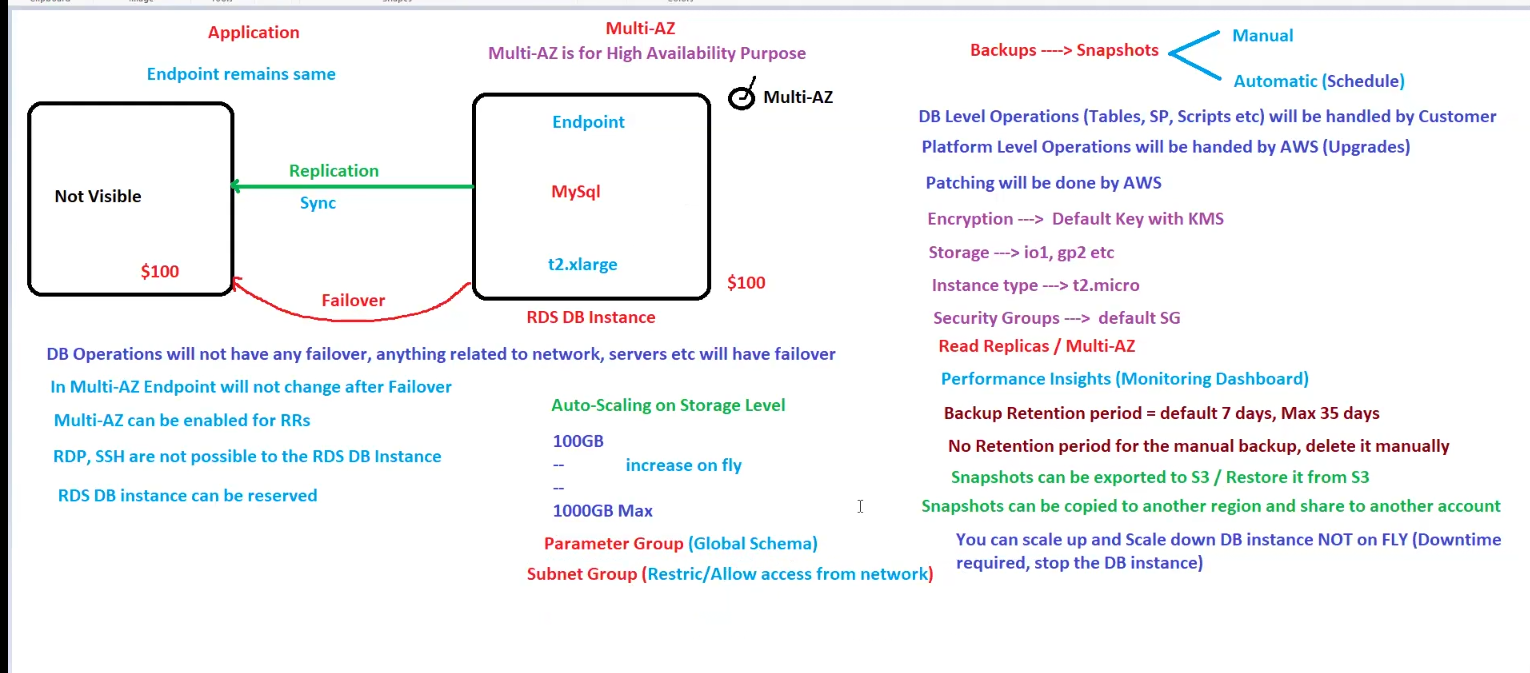 Application
Endpoint remains same
Not Visible
$100
Replication
Sync
Failover
Multi-AZ
Multi-AZ is for High Availability Purpose
Multi-AZ
Endpoint
MySql
t2.xlarge
$100
RDS DB Instance
DB Operations will not have any failover, anything related to network, servers etc will have failover
In Multi-AZ Endpoint will not change after Failover
Multi-AZ can be enabled for RRs
RDP, SSH are not possible to the RDS DB Instance
RDS DB instance can be reserved
Auto-Scaling on Storage Level
100GB
--
increase on fly
--
1000GB Max
Parameter Group (Global Schema)
Subnet Group (Restric/Allow access from network)
Backups ----> Snapshots
Manual
Automatic (Schedule)
DB Level Operations (Tables, SP, Scripts etc) will be handled by Customer
Platform Level Operations will be handed by AWS (Upgrades)
Patching will be done by AWS
Encryption ---> Default Key with KMS
Storage ---> io1, gp2 etc
Instance type ---> t2.micro
Security Groups ---> default SG
Read Replicas / Multi-AZ
Performance Insights (Monitoring Dashboard)
Backup Retention period = default 7 days, Max 35 days
No Retention period for the manual backup, delete it manually
Snapshots can be exported to S3 / Restore it from S3
Snapshots can be copied to another region and share to another account
You can scale up and Scale down DB instance NOT on FLY (Downtime
required, stop the DB instance)